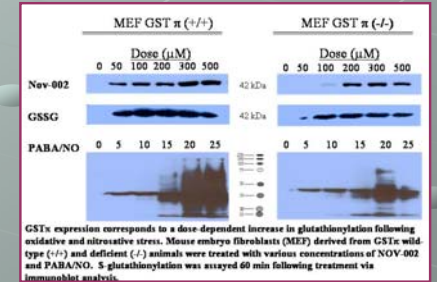 MEF GST π (+/+) MEF GST π (-/-)
Dose (µM) Dose (µM)
0 50 100 200 300 500 0 50 100 200 300 500
Nov-002 42 kDa
GSSG 42 kDa
PABA/NO 0 5 10 15 20 25 0 5 10 15 20 25
GSTπ expression corresponds to a dose-dependent increase in glutathionylation following
oxidative and nitrosative stress. Mouse embryo fibroblasts (MEF) derived from GSTπ wild-
type (+/+) and deficient (-/-) animals were treated with various concentrations of NOV-002
and PABA/NO. S-glutathionylation was assayed 60 min following treatment via
immunoblot analysis.